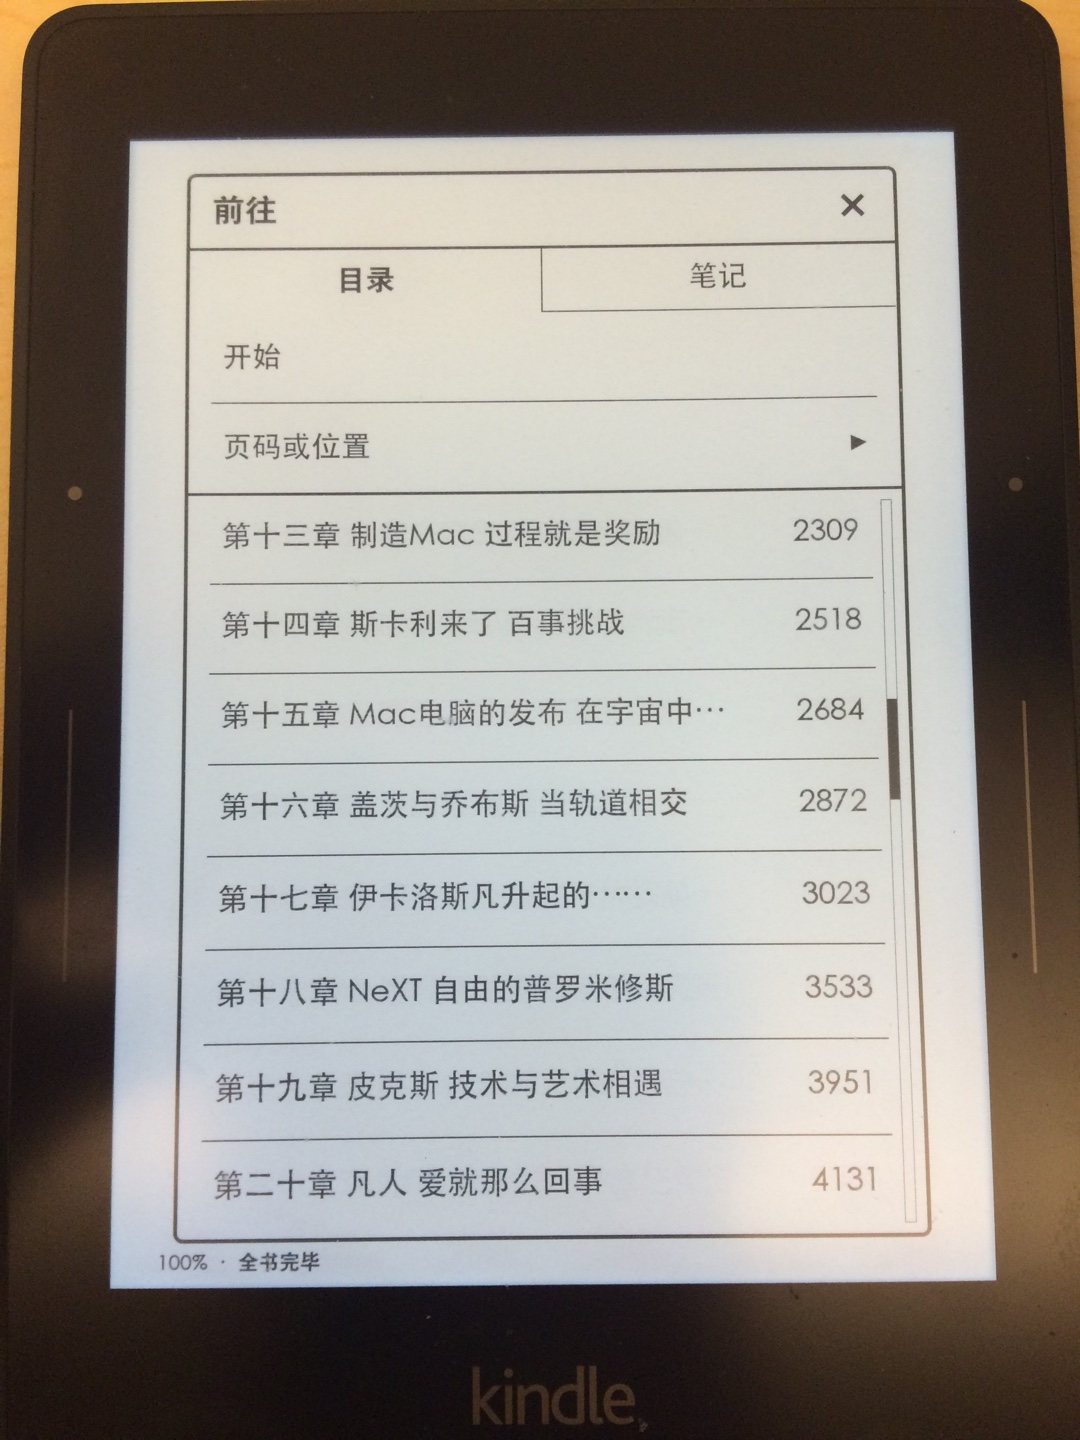 前往 ✕
目录 笔记
开始
页码或位置 ▶
第十三章 制造Mac 过程就是奖励 2309
第十四章 斯卡利来了 百事挑战 2518
第十五章 Mac电脑的发布 在宇宙中… 2684
第十六章 盖茨与乔布斯 当轨道相交 2872
第十七章 伊卡洛斯凡升起的…… 3023
第十八章 NeXT 自由的普罗米修斯 3533
第十九章 皮克斯 技术与艺术相遇 3951
第二十章 凡人 爱就那么回事 4131
100% · 全书完毕
kindle